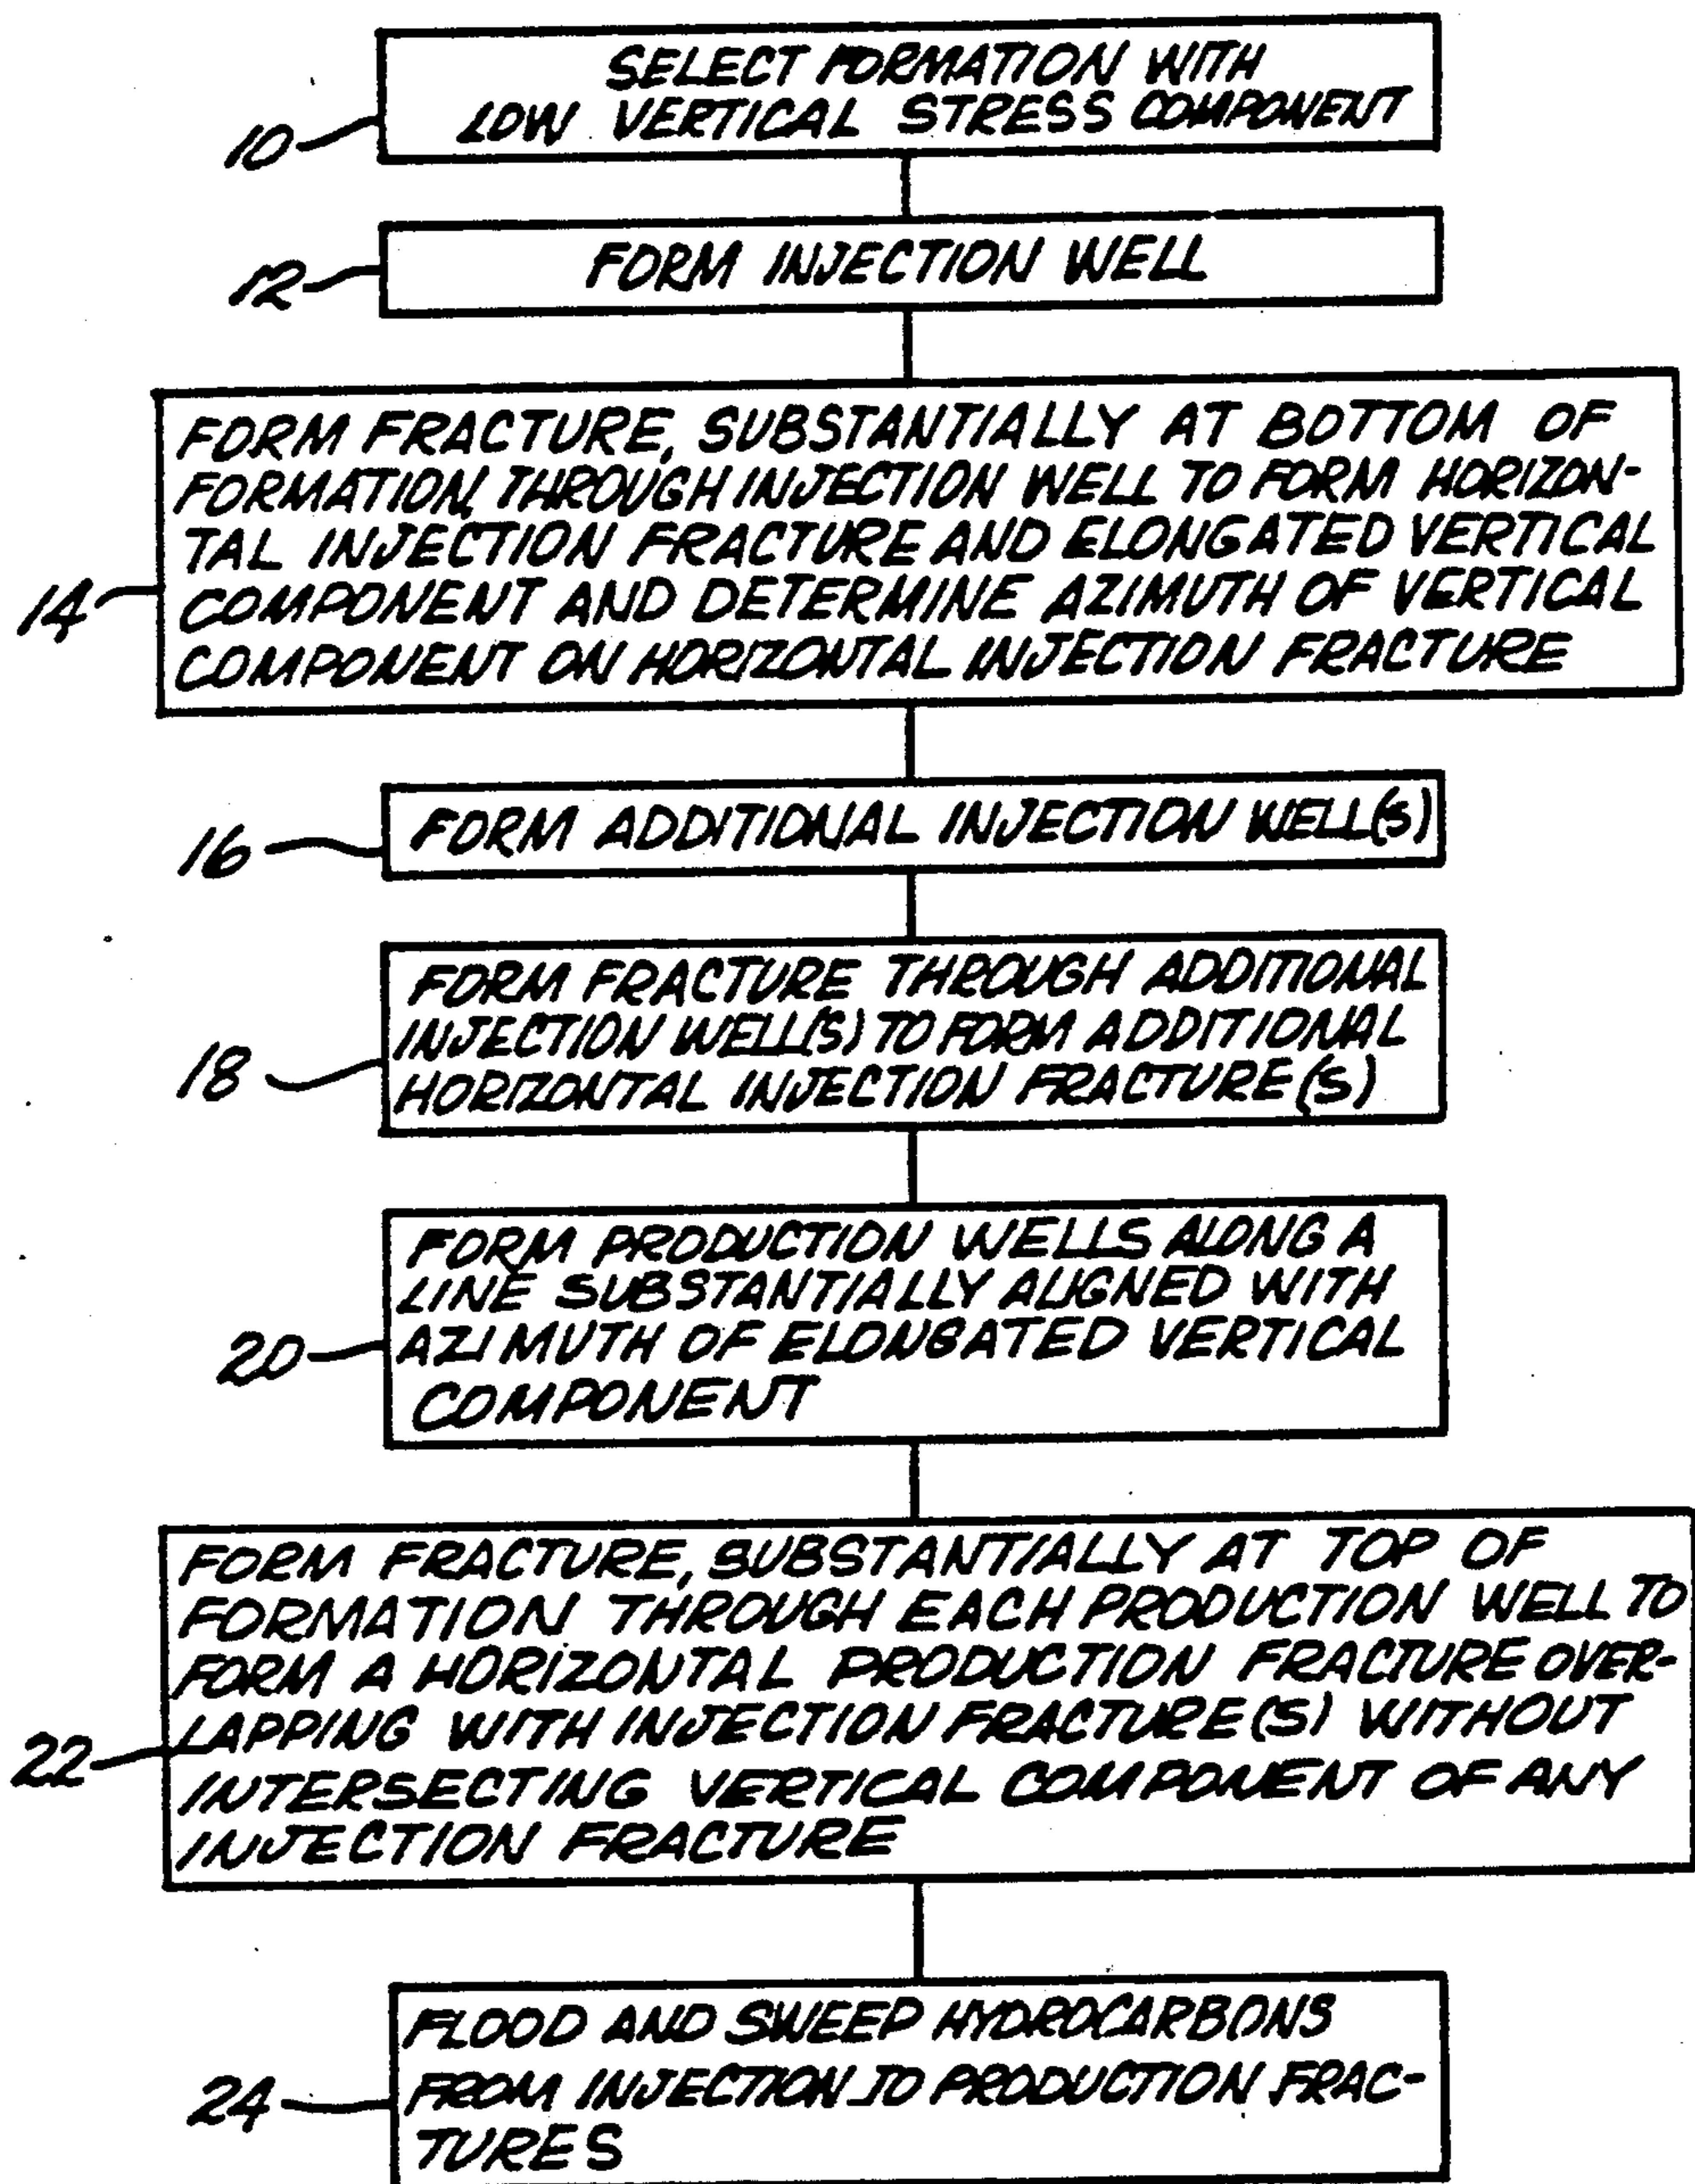 SELECT FORMATION WITH
LOW VERTICAL STRESS COMPONENT
10
FORM INJECTION WELL
12
FORM FRACTURE, SUBSTANTIALLY AT BOTTOM OF
FORMATION, THROUGH INJECTION WELL TO FORM HORIZON-
TAL INJECTION FRACTURE AND ELONGATED VERTICAL
COMPONENT AND DETERMINE AZIMUTH OF VERTICAL
COMPONENT ON HORIZONTAL INJECTION FRACTURE
14
FORM ADDITIONAL INJECTION WELL(S)
16
FORM FRACTURE THROUGH ADDITIONAL
INJECTION WELL(S) TO FORM ADDITIONAL
HORIZONTAL INJECTION FRACTURE(S)
18
FORM PRODUCTION WELLS ALONG A
LINE SUBSTANTIALLY ALIGNED WITH
AZIMUTH OF ELONGATED VERTICAL
COMPONENT
20
FORM FRACTURE, SUBSTANTIALLY AT TOP OF
FORMATION THROUGH EACH PRODUCTION WELL TO
FORM A HORIZONTAL PRODUCTION FRACTURE OVER-
LAPPING WITH INJECTION FRACTURE(S) WITHOUT
INTERSECTING VERTICAL COMPONENT OF ANY
INJECTION FRACTURE
22
FLOOD AND SWEEP HYDROCARBONS
FROM INJECTION TO PRODUCTION FRAC-
TURES
24